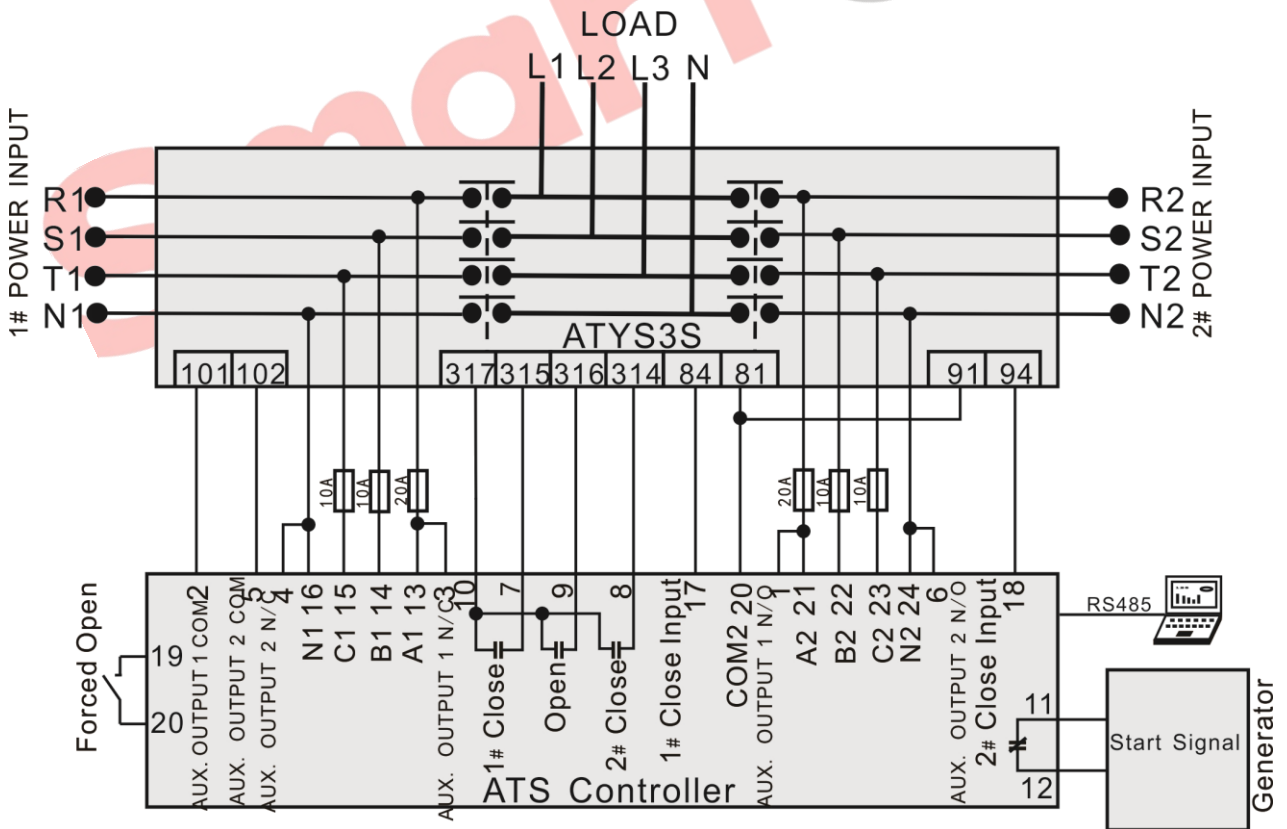 Smar
LOAD
L1 L2 L3 N
1# POWER INPUT
R1
S1
T1
N1
R2
S2
T2
N2
2# POWER INPUT
ATYS3S
101 102 317 315 316 314 84 81 91 94
10A 10A 20A 20A 10A 10A
Forced Open
19
20
AUX. OUTPUT 1 COM 2
AUX. OUTPUT 2 COM 5
AUX. OUTPUT 2 N/C 4
N1 16
C1 15
B1 14
A1 13
AUX. OUTPUT 1 N/C 3
10
7
1# Close
9
Open
8
2# Close
1# Close Input 17
COM2 20
AUX. OUTPUT 1 N/O 1
A2 21
B2 22
C2 23
N2 24
AUX. OUTPUT 2 N/O 6
2# Close Input 18
RS485
11
12
Start Signal
Generator
ATS Controller